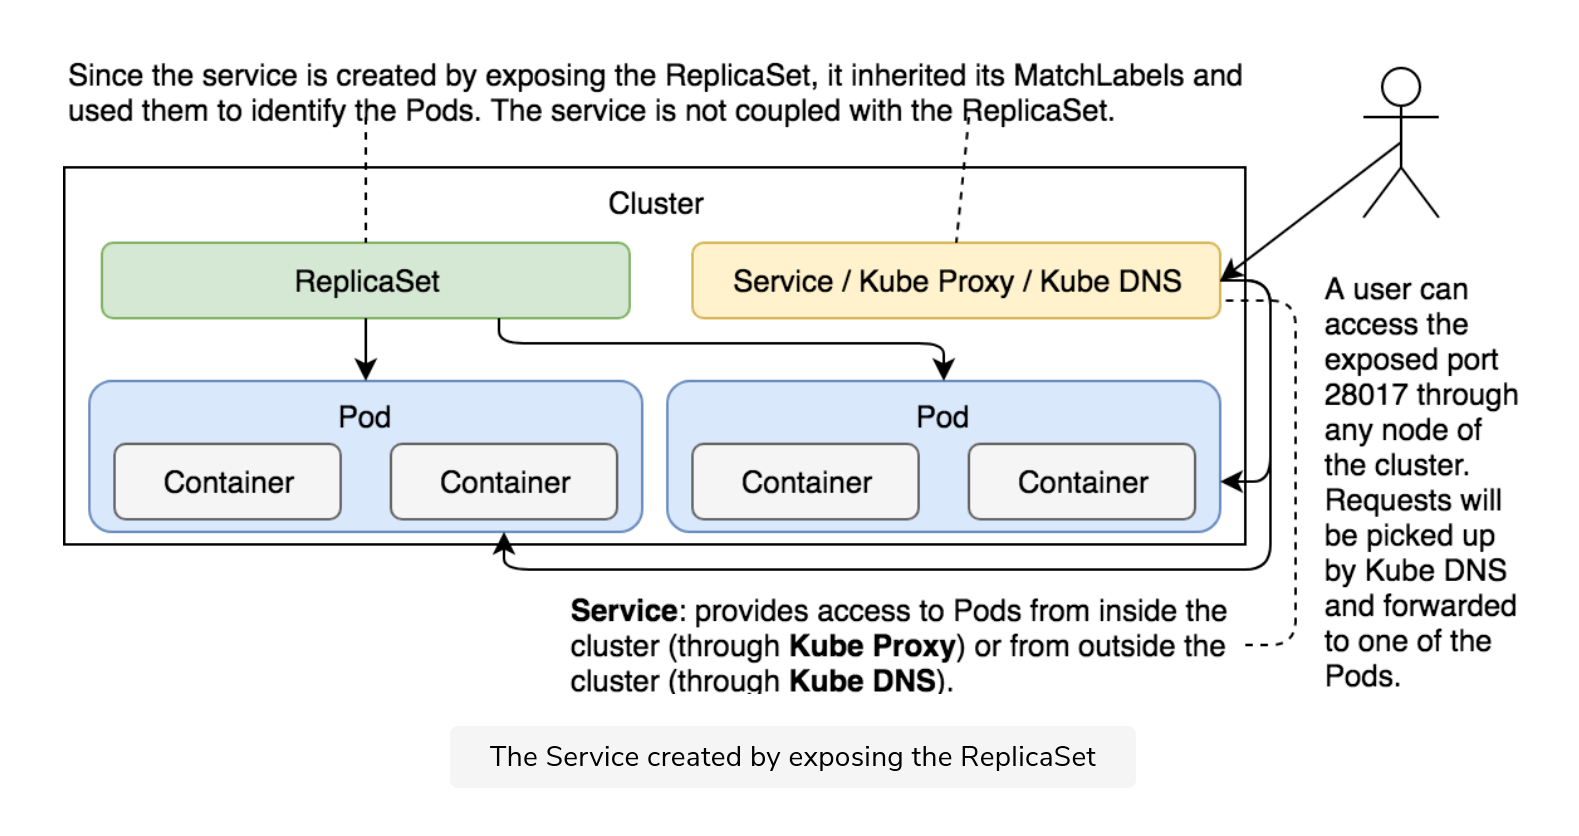 Since the service is created by exposing the ReplicaSet, it inherited its MatchLabels and
used them to identify the Pods. The service is not coupled with the ReplicaSet.
Cluster
ReplicaSet
Service / Kube Proxy / Kube DNS
Pod
Container
Container
Pod
Container
Container
A user can
access the
exposed port
28017 through
any node of
the cluster.
Requests will
be picked up
by Kube DNS
and forwarded
to one of the
Pods.
Service: provides access to Pods from inside the
cluster (through Kube Proxy) or from outside the
cluster (through Kube DNS).
The Service created by exposing the ReplicaSet